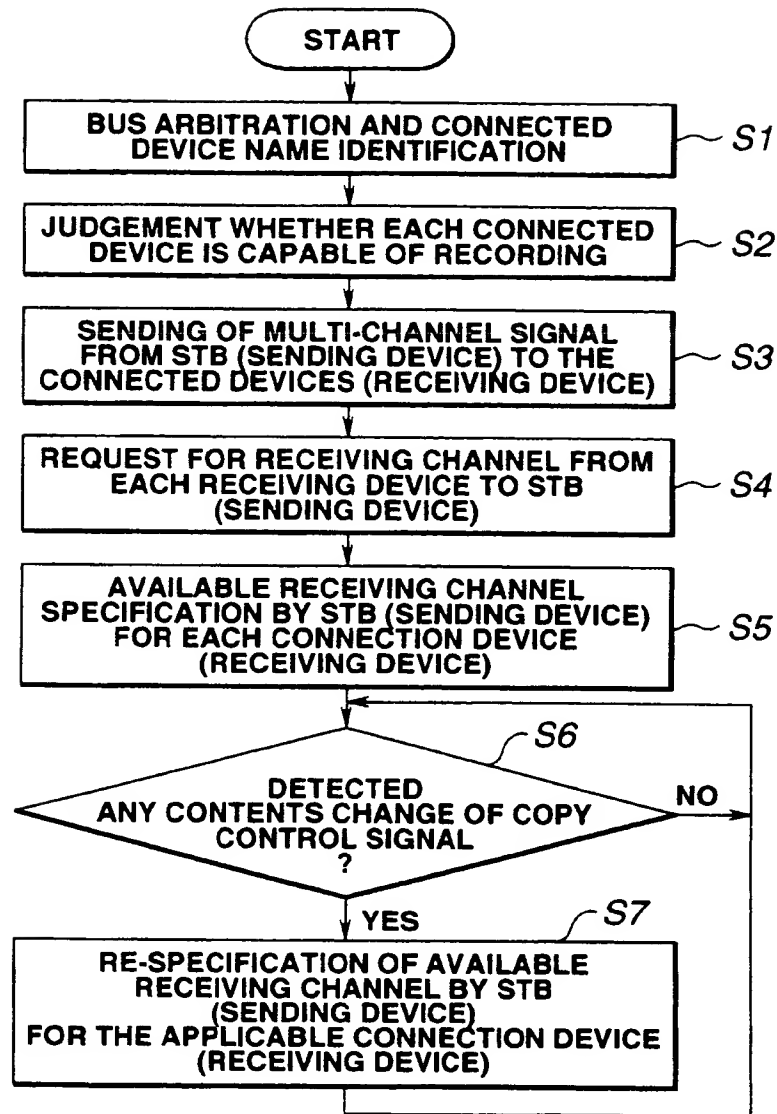 START
BUS ARBITRATION AND CONNECTED
DEVICE NAME IDENTIFICATION
S1
JUDGEMENT WHETHER EACH CONNECTED
DEVICE IS CAPABLE OF RECORDING
S2
SENDING OF MULTI-CHANNEL SIGNAL
FROM STB (SENDING DEVICE) TO THE
CONNECTED DEVICES (RECEIVING DEVICE)
S3
REQUEST FOR RECEIVING CHANNEL FROM
EACH RECEIVING DEVICE TO STB
(SENDING DEVICE)
S4
AVAILABLE RECEIVING CHANNEL
SPECIFICATION BY STB (SENDING DEVICE)
FOR EACH CONNECTION DEVICE
(RECEIVING DEVICE)
S5
S6
DETECTED
ANY CONTENTS CHANGE OF COPY
CONTROL SIGNAL
?
NO
YES
S7
RE-SPECIFICATION OF AVAILABLE
RECEIVING CHANNEL BY STB
(SENDING DEVICE)
FOR THE APPLICABLE CONNECTION DEVICE
(RECEIVING DEVICE)